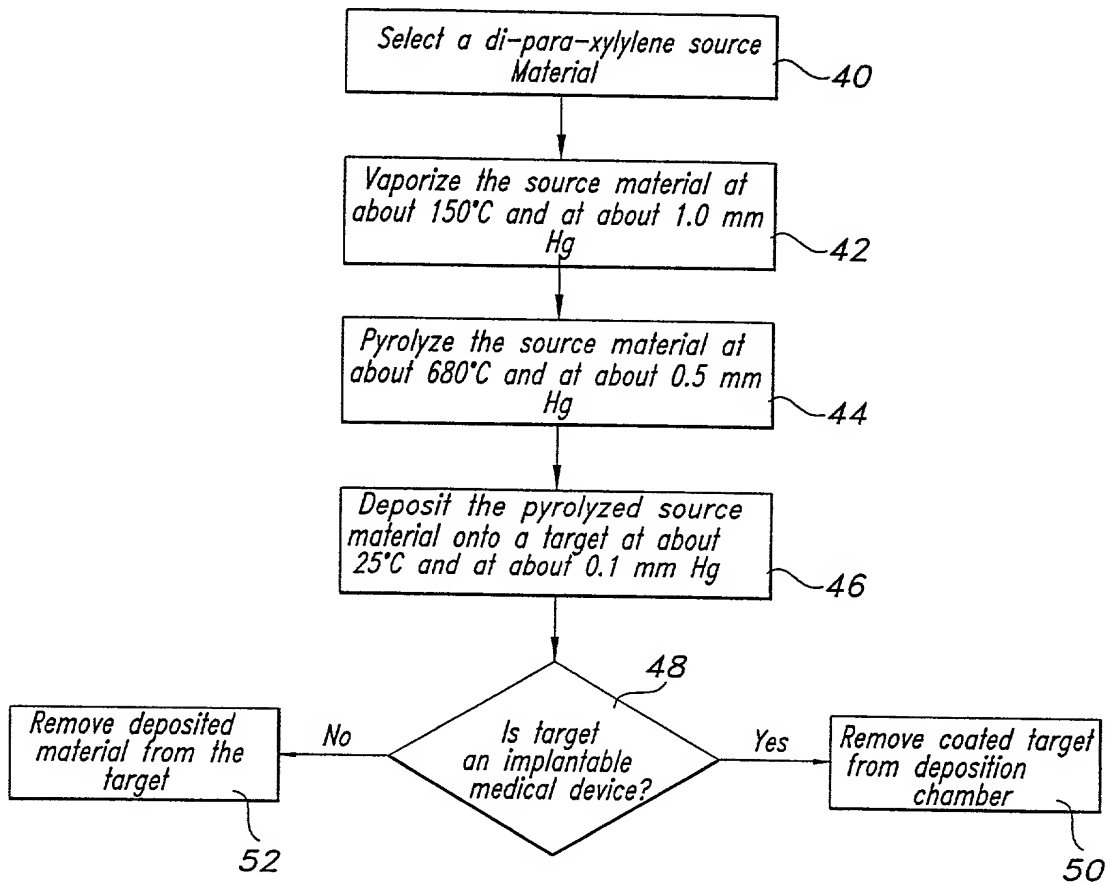 Select a di-para-xylylene source
Material
40
Vaporize the source material at
about 150°C and at about 1.0 mm
Hg
42
Pyrolyze the source material at
about 680°C and at about 0.5 mm
Hg
44
Deposit the pyrolyzed source
material onto a target at about
25°C and at about 0.1 mm Hg
46
48
Is target
an implantable
medical device?
No
Yes
Remove deposited
material from the
target
52
Remove coated target
from deposition
chamber
50